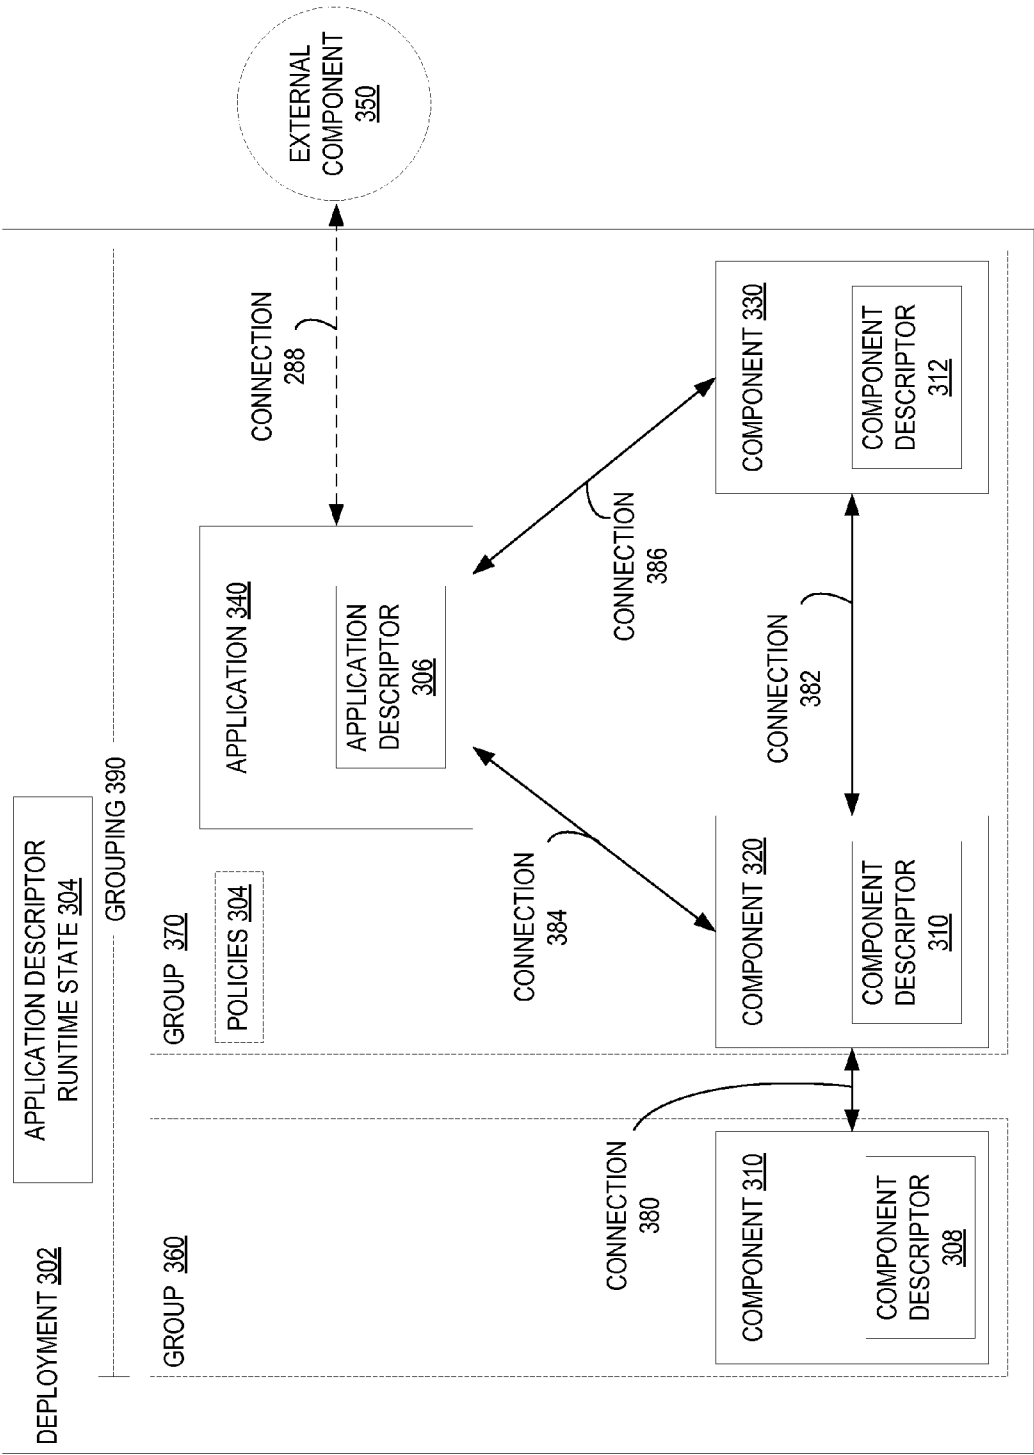 DEPLOYMENT 302
APPLICATION DESCRIPTOR
RUNTIME STATE 304
GROUPING 390
GROUP 360
GROUP 370
POLICIES 304
APPLICATION 340
APPLICATION
DESCRIPTOR
306
CONNECTION
288
EXTERNAL
COMPONENT
350
CONNECTION
384
CONNECTION
386
CONNECTION
380
COMPONENT 310
COMPONENT
DESCRIPTOR
308
COMPONENT 320
COMPONENT
DESCRIPTOR
310
CONNECTION
382
COMPONENT 330
COMPONENT
DESCRIPTOR
312